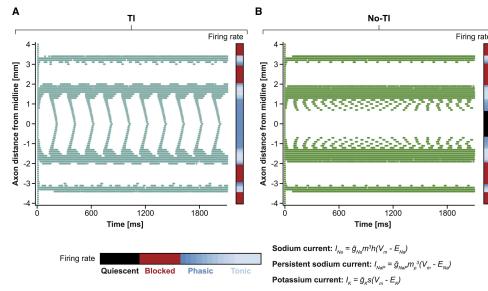 A
TI
Firing rate
Axon distance from midline [mm]
4
3
2
1
0
-1
-2
-3
-4
0 600 1200 1800
Time [ms]
B
No-TI
Firing rate
Axon distance from midline [mm]
4
3
2
1
0
-1
-2
-3
-4
0 600 1200 1800
Time [ms]
Firing rate
Quiescent Blocked Phasic Tonic
Sodium current: I_Na = ḡ_Na m³h(V_m - E_Na)
Persistent sodium current: I_NaP = ḡ_NaP m_p³(V_m - E_Na)
Potassium current: I_K = ḡ_K s(V_m - E_K)